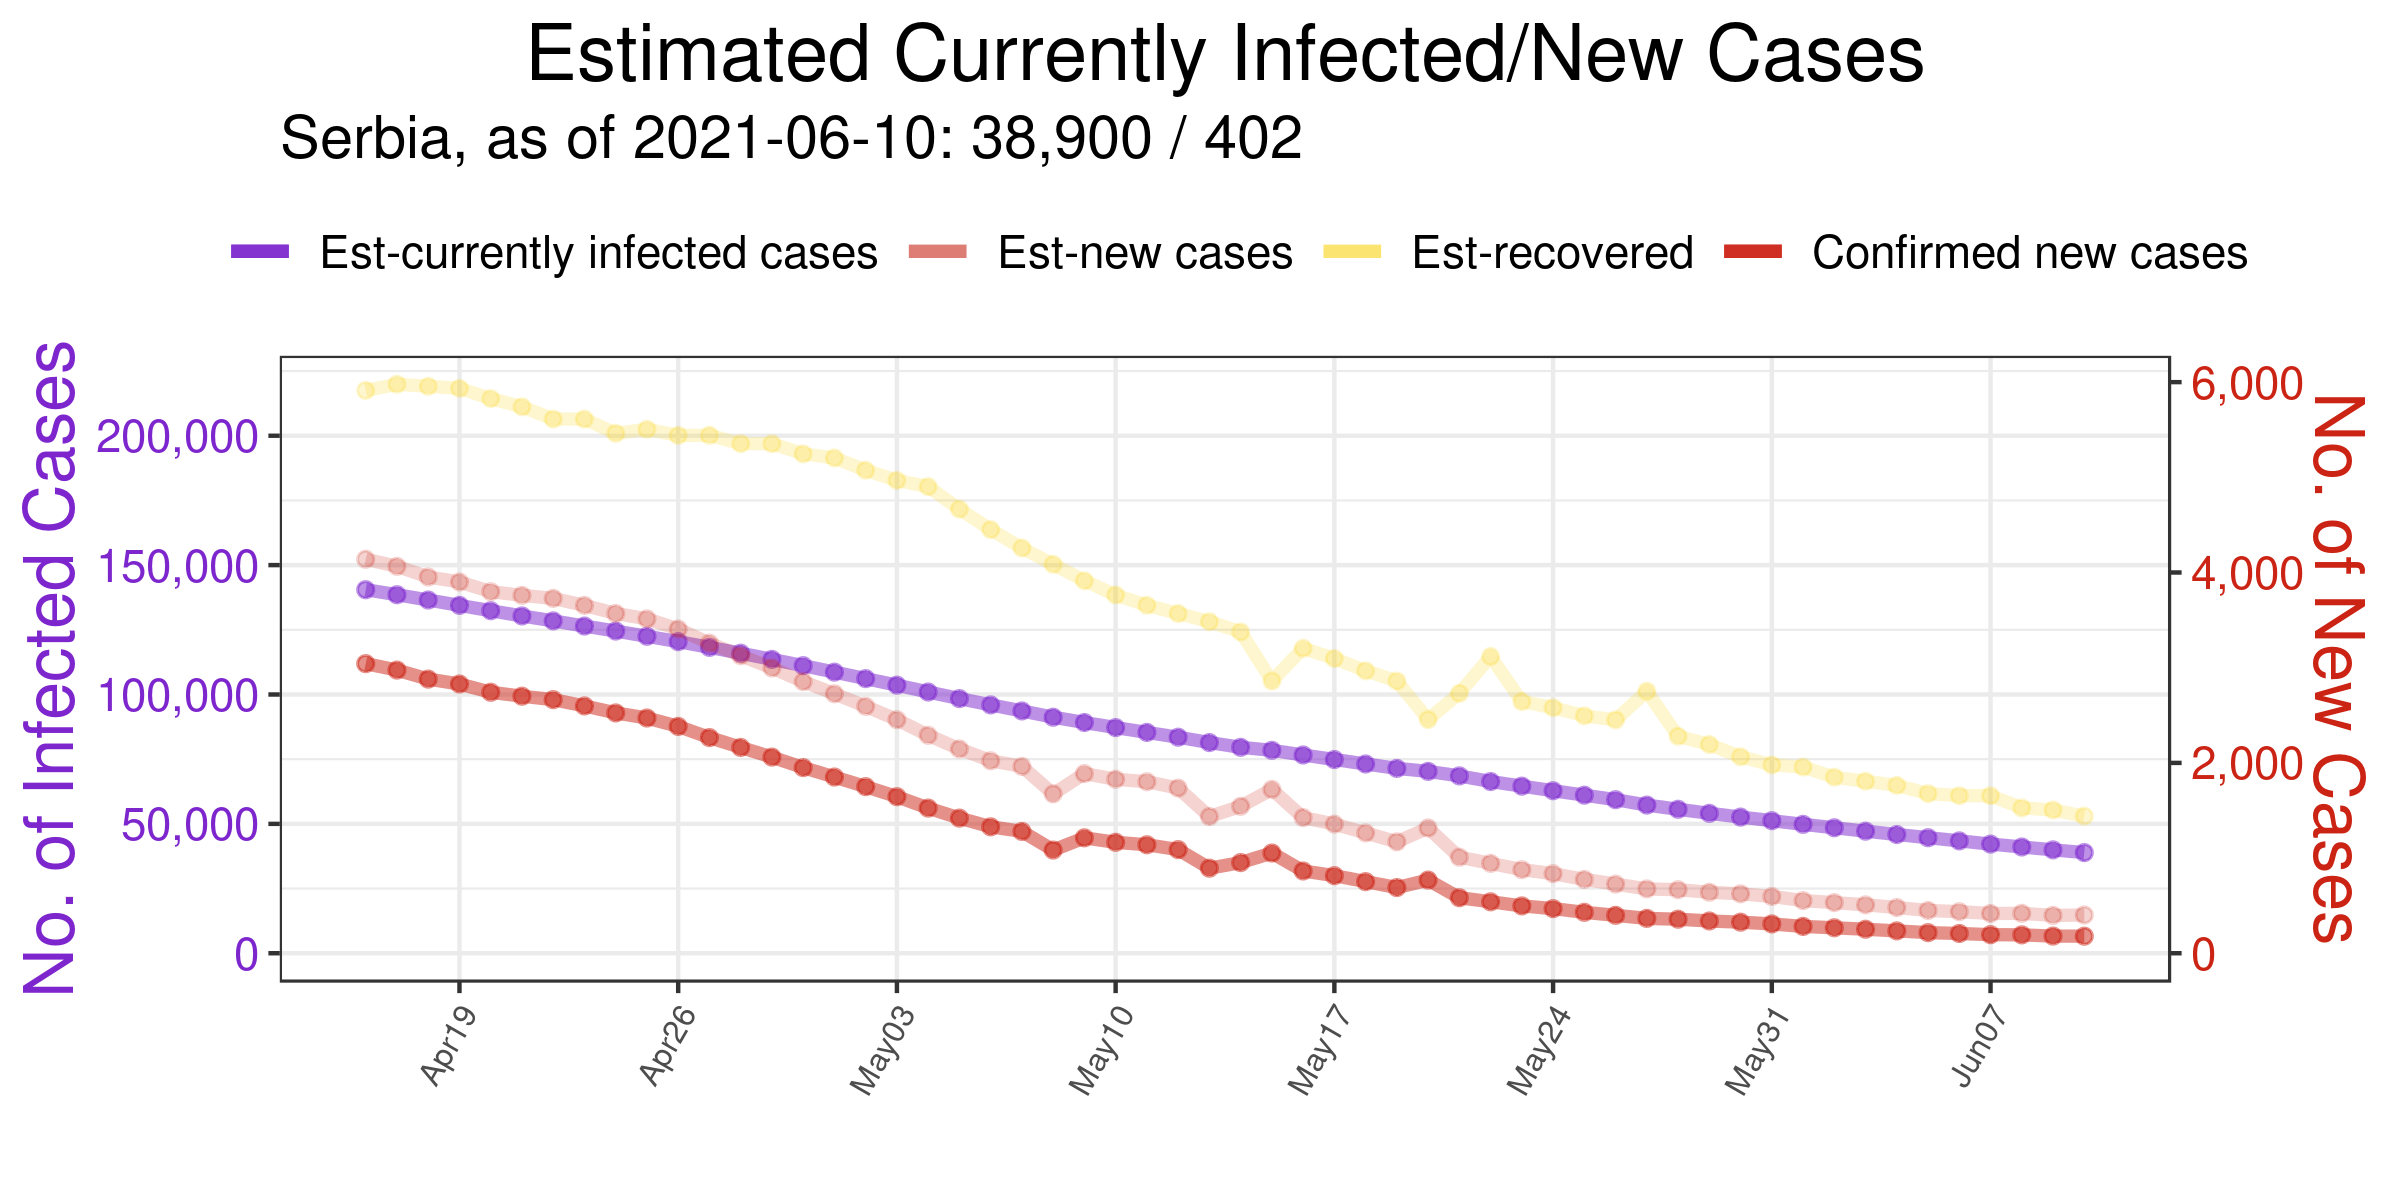 Estimated Currently Infected/New Cases
Serbia, as of 2021-06-10: 38,900 / 402
Est-currently infected cases Est-new cases Est-recovered Confirmed new cases
No. of Infected Cases
200,000
150,000
100,000
50,000
0
6,000
4,000
2,000
0
No. of New Cases
Apr19 Apr26 May03 May10 May17 May24 May31 Jun07